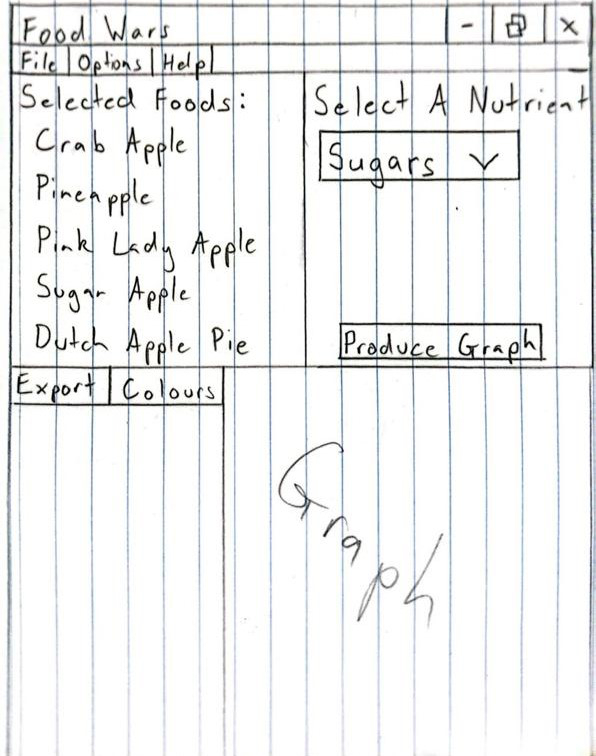 Food Wars
File Options Help
Selected Foods:
Crab Apple
Pineapple
Pink Lady Apple
Sugar Apple
Dutch Apple Pie
Select A Nutrient
Sugars
Produce Graph
Export Colours
Graph